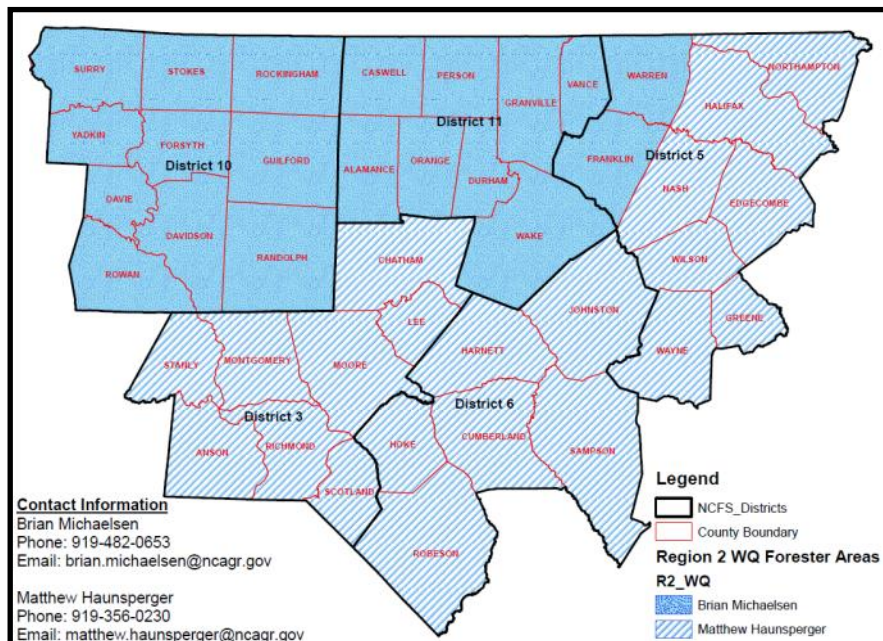 SURRY
STOKES
ROCKINGHAM
CASWELL
PERSON
GRANVILLE
VANCE
WARREN
NORTHAMPTON
HALIFAX
YADKIN
FORSYTH
District 10
GUILFORD
District 11
ALAMANCE
ORANGE
DURHAM
FRANKLIN
District 5
NASH
EDGECOMBE
DAVIE
DAVIDSON
RANDOLPH
ROWAN
CHATHAM
WAKE
WILSON
JOHNSTON
GREENE
WAYNE
LEE
STANLY
MONTGOMERY
MOORE
HARNETT
District 3
District 6
ANSON
RICHMOND
SCOTLAND
HOKE
CUMBERLAND
SAMPSON
ROBESON
Contact Information
Brian Michaelsen
Phone: 919-482-0653
Email: brian.michaelsen@ncagr.gov
Matthew Haunsperger
Phone: 919-356-0230
Email: matthew.haunsperger@ncagr.gov
Legend
NCFS_Districts
County Boundary
Region 2 WQ Forester Areas
R2_WQ
Brian Michaelsen
Matthew Haunsperger